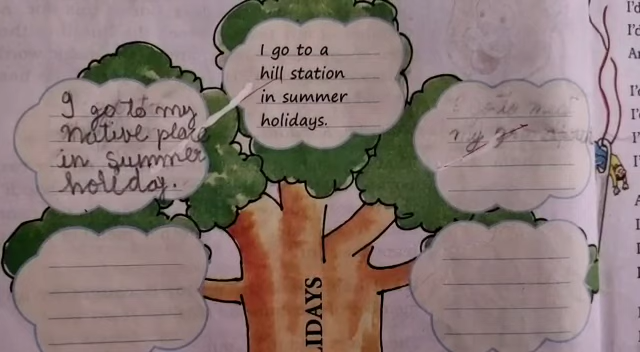 I go to a
hill station
in summer
holidays.
I go to my
native place
in summer
holiday.
LIDAYS
I'd
I'd